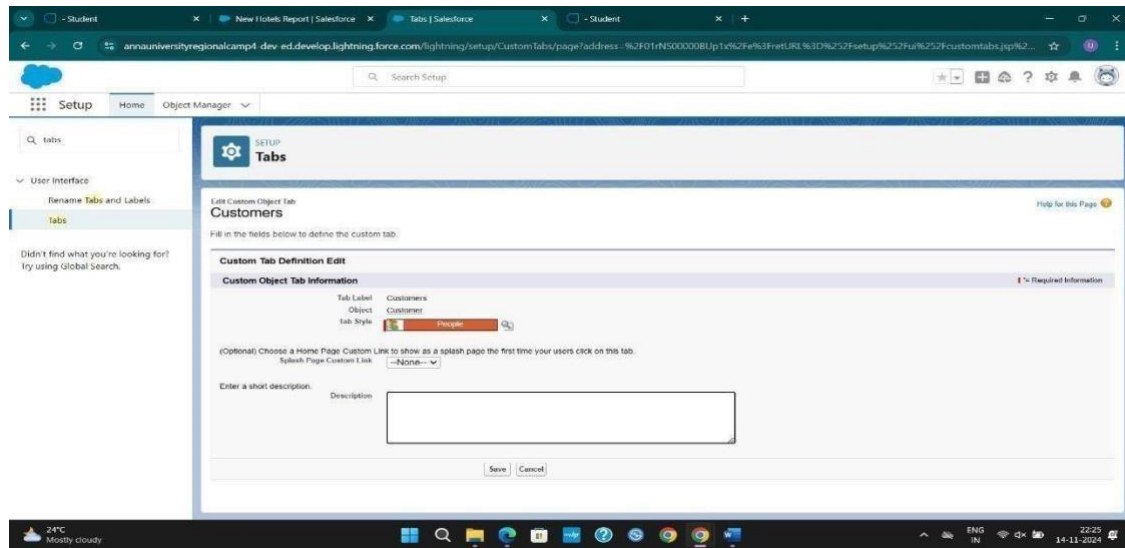 - Student
New Hotels Report | Salesforce
Tabs | Salesforce
- Student
annauniversityregionalcamp4-dev-ed.develop.lightning.force.com/lightning/setup/CustomTabs/page?address=%2F01rNS00000BUp1x%2Fe%3FretURL%3D%252Fsetup%252Fui%252Fcustomtabs.jsp%2...
U
Search Setup
Setup
Home
Object Manager
tabs
SETUP
Tabs
User Interface
Rename Tabs and Labels
Tabs
Didn't find what you're looking for?
Try using Global Search.
Edit Custom Object Tab
Customers
Help for this Page
Fill in the fields below to define the custom tab.
Custom Tab Definition Edit
Custom Object Tab Information
= Required Information
Tab Label Customers
Object Customer
Tab Style People
(Optional) Choose a Home Page Custom Link to show as a splash page the first time your users click on this tab.
Splash Page Custom Link --None--
Enter a short description.
Description
Save Cancel
24°C
Mostly cloudy
ENG
IN
22:25
14-11-2024